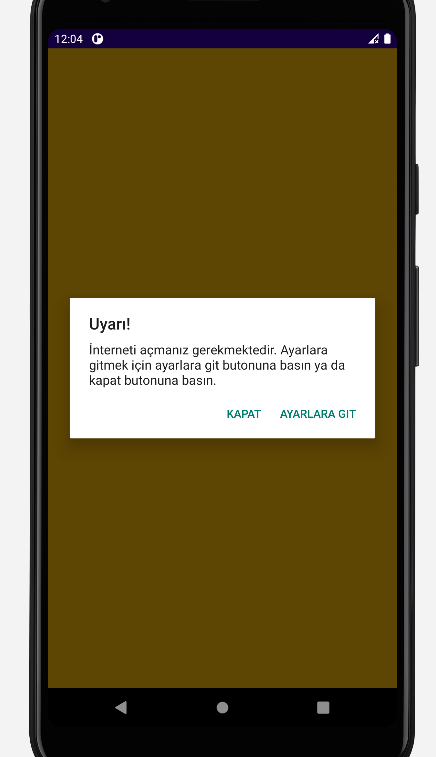 12:04
Uyarı!
İnterneti açmanız gerekmektedir. Ayarlara
gitmek için ayarlara git butonuna basın ya da
kapat butonuna basın.
KAPAT AYARLARA GIT